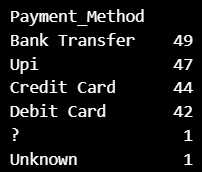 Payment_Method
Bank Transfer 49
Upi 47
Credit Card 44
Debit Card 42
? 1
Unknown 1